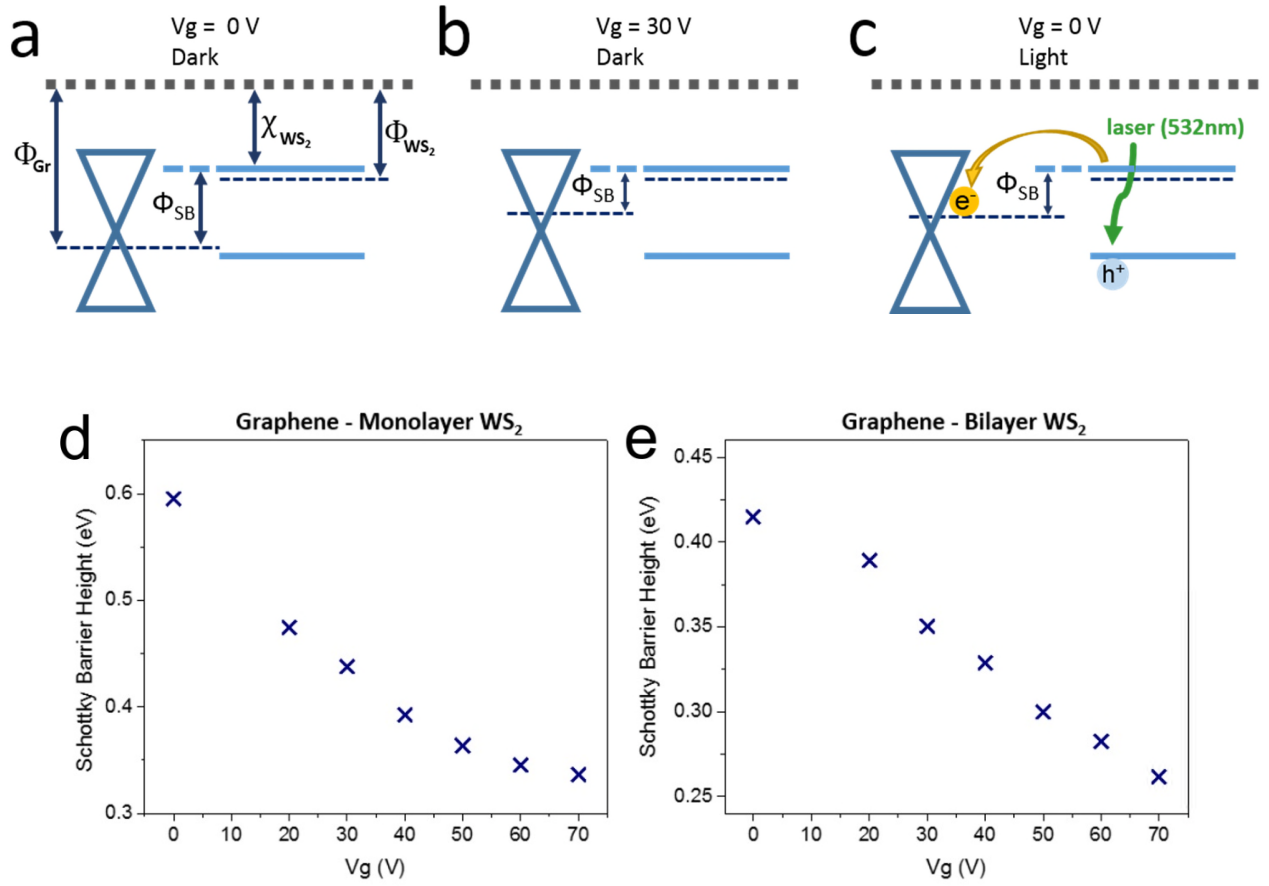 a
Vg = 0 V
Dark
ΦGr
χWS₂
ΦWS₂
ΦSB
b
Vg = 30 V
Dark
ΦSB
c
Vg = 0 V
Light
laser (532nm)
ΦSB
e⁻
h⁺
d
Graphene - Monolayer WS₂
Schottky Barrier Height (eV)
0.6
0.5
0.4
0.3
0 10 20 30 40 50 60 70
Vg (V)
e
Graphene - Bilayer WS₂
Schottky Barrier Height (eV)
0.45
0.40
0.35
0.30
0.25
0 10 20 30 40 50 60 70
Vg (V)